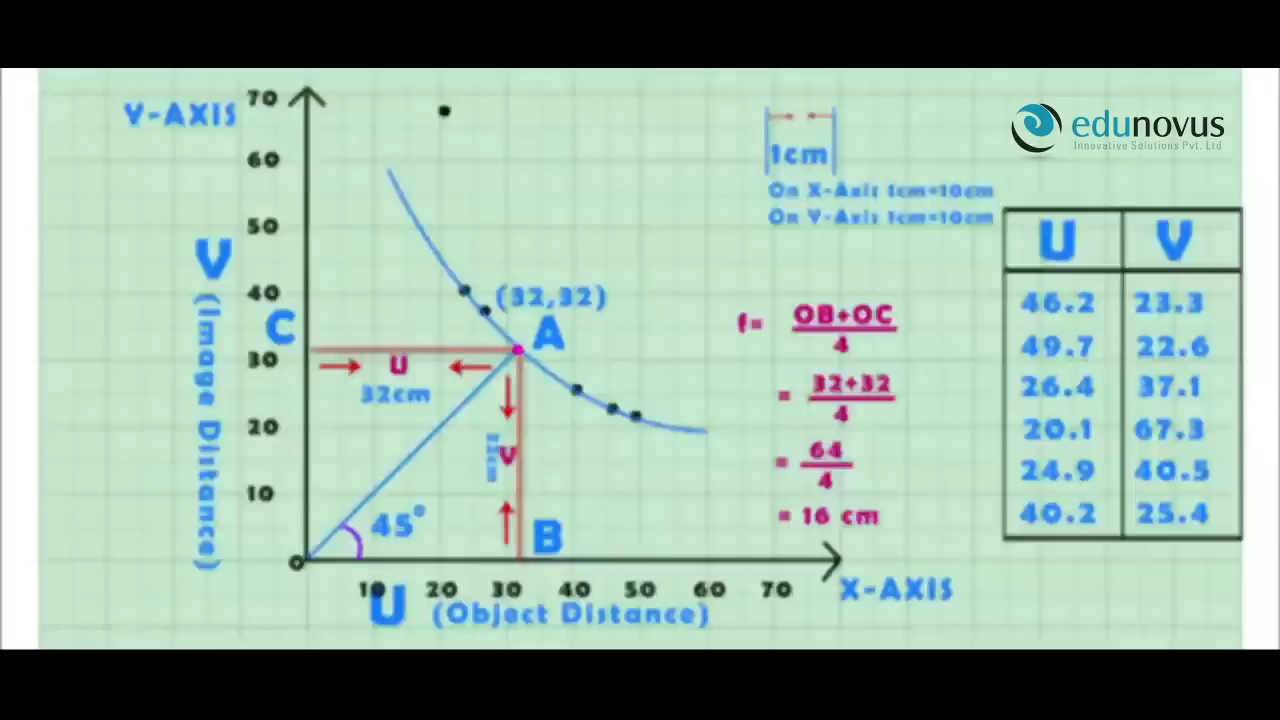 edunovus
Innovative Solutions Pvt. Ltd
Y-AXIS
70
60
50
40
30
20
10
O
V (Image Distance)
C
(32,32)
A
U
32cm
V
32cm
45°
B
10 20 30 40 50 60 70
X-AXIS
U (Object Distance)
1cm
On X-Axis 1cm=10cm
On Y-Axis 1cm=10cm
f= OB+OC
4
= 32+32
4
= 64
4
= 16 cm
U V
46.2 23.3
49.7 22.6
26.4 37.1
20.1 67.3
24.9 40.5
40.2 25.4